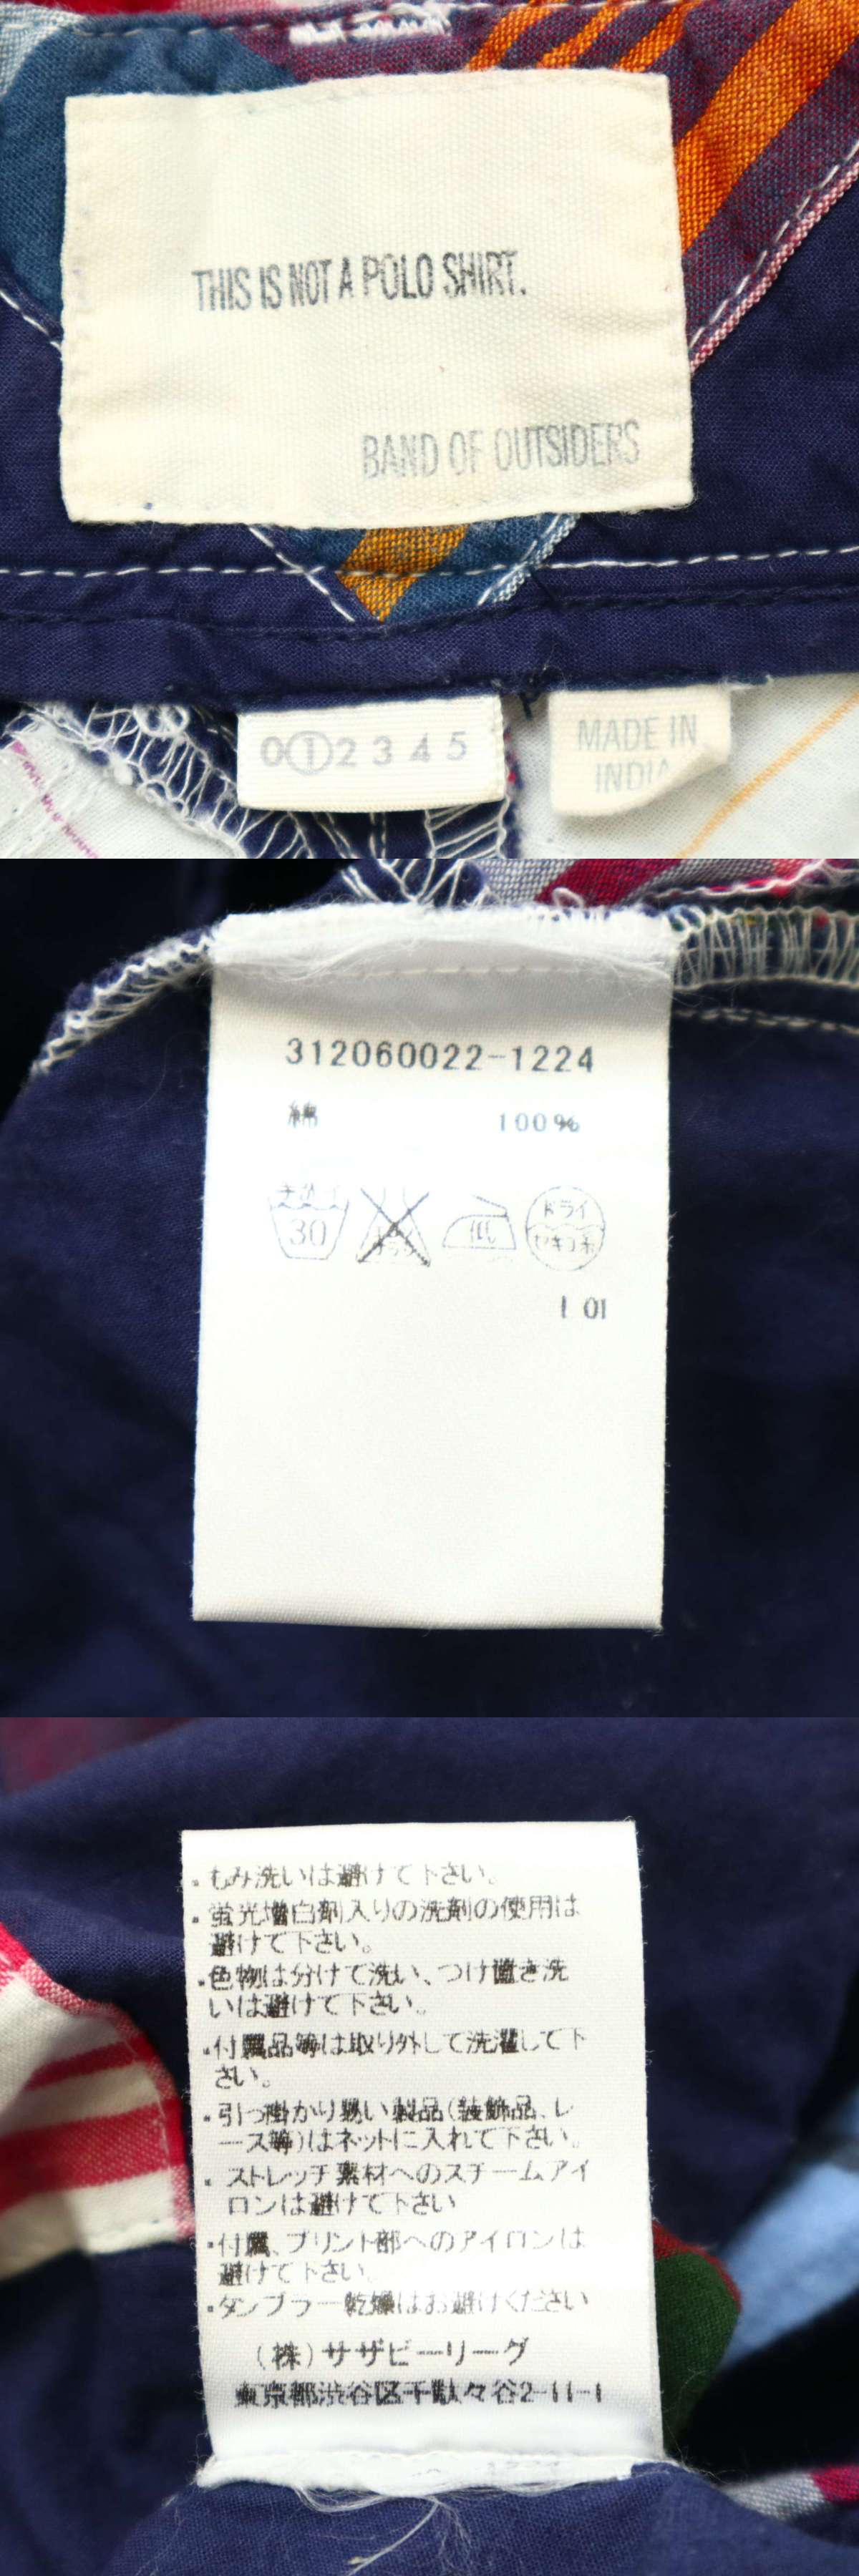 THIS IS NOT A POLO SHIRT.
BAND OF OUTSIDERS
0 1 2 3 4 5
MADE IN
INDIA
312060022-1224
綿 100%
30
ドライ
セキユ系
1 01
・もみ洗いは避けて下さい。
・蛍光増白剤入りの洗剤の使用は
避けて下さい。
・色物は分けて洗い、つけ置き洗
いは避けて下さい。
・付属品等は取り外して洗濯して下
さい。
・引っ掛かり易い製品(装飾品、レ
ース等)はネットに入れて下さい。
・ストレッチ素材へのスチームアイ
ロンは避けて下さい
・付属、プリント部へのアイロンは
避けて下さい。
・タンブラー乾燥はお避けください
(株)サザビーリーグ
東京都渋谷区千駄々谷2-11-1